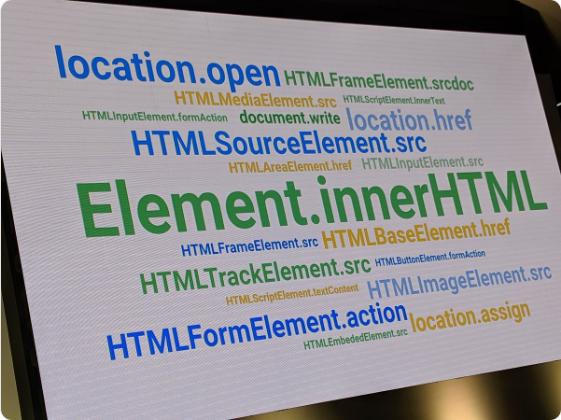 location.open HTMLFrameElement.srcdoc
HTMLMediaElement.src HTMLScriptElement.innerText
HTMLInputElement.formAction document.write location.href
HTMLSourceElement.src
HTMLAreaElement.href HTMLInputElement.src
Element.innerHTML
HTMLFrameElement.src HTMLBaseElement.href
HTMLTrackElement.src HTMLButtonElement.formAction
HTMLScriptElement.textContent HTMLImageElement.src
HTMLFormElement.action location.assign
HTMLEmbededElement.src